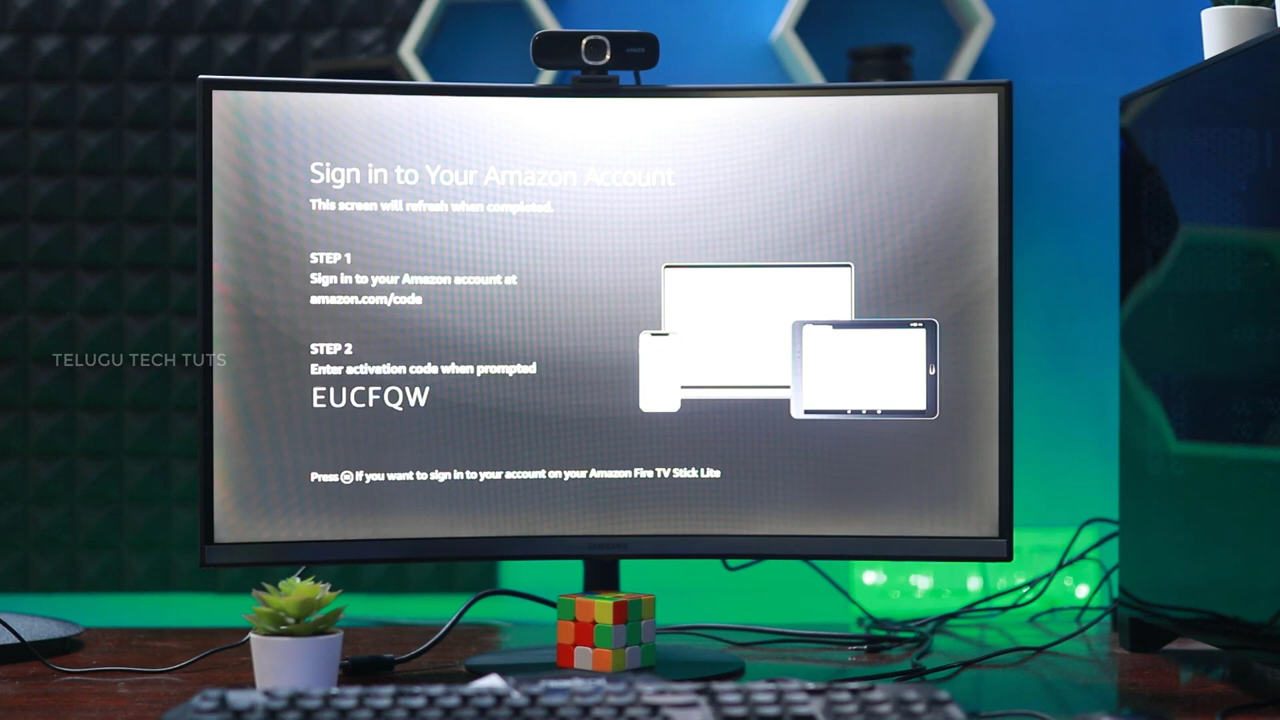 ANKER
Sign in to Your Amazon Account
This screen will refresh when completed.
STEP 1
Sign in to your Amazon account at
amazon.com/code
STEP 2
Enter activation code when prompted
EUCFQW
Press if you want to sign in to your account on your Amazon Fire TV Stick Lite
TELUGU TECH TUTS
SAMSUNG